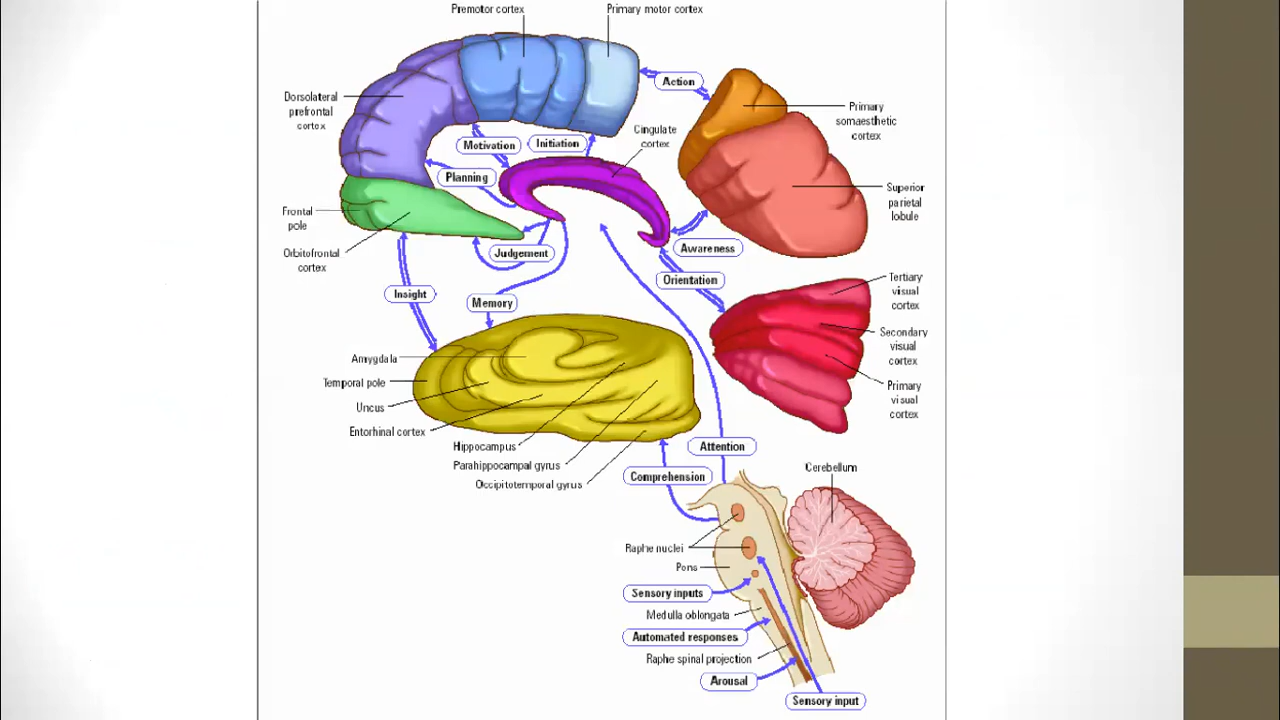 Premotor cortex
Primary motor cortex
Action
Dorsolateral
prefrontal
cortex
Primary
somaesthetic
cortex
Cingulate
cortex
Motivation
Initiation
Planning
Superior
parietal
lobule
Frontal
pole
Orbitofrontal
cortex
Judgement
Awareness
Orientation
Insight
Memory
Tertiary
visual
cortex
Secondary
visual
cortex
Primary
visual
cortex
Amygdala
Temporal pole
Uncus
Entorhinal cortex
Hippocampus
Parahippocampal gyrus
Occipitotemporal gyrus
Attention
Comprehension
Cerebellum
Raphe nuclei
Pons
Sensory inputs
Medulla oblongata
Automated responses
Raphe spinal projection
Arousal
Sensory input